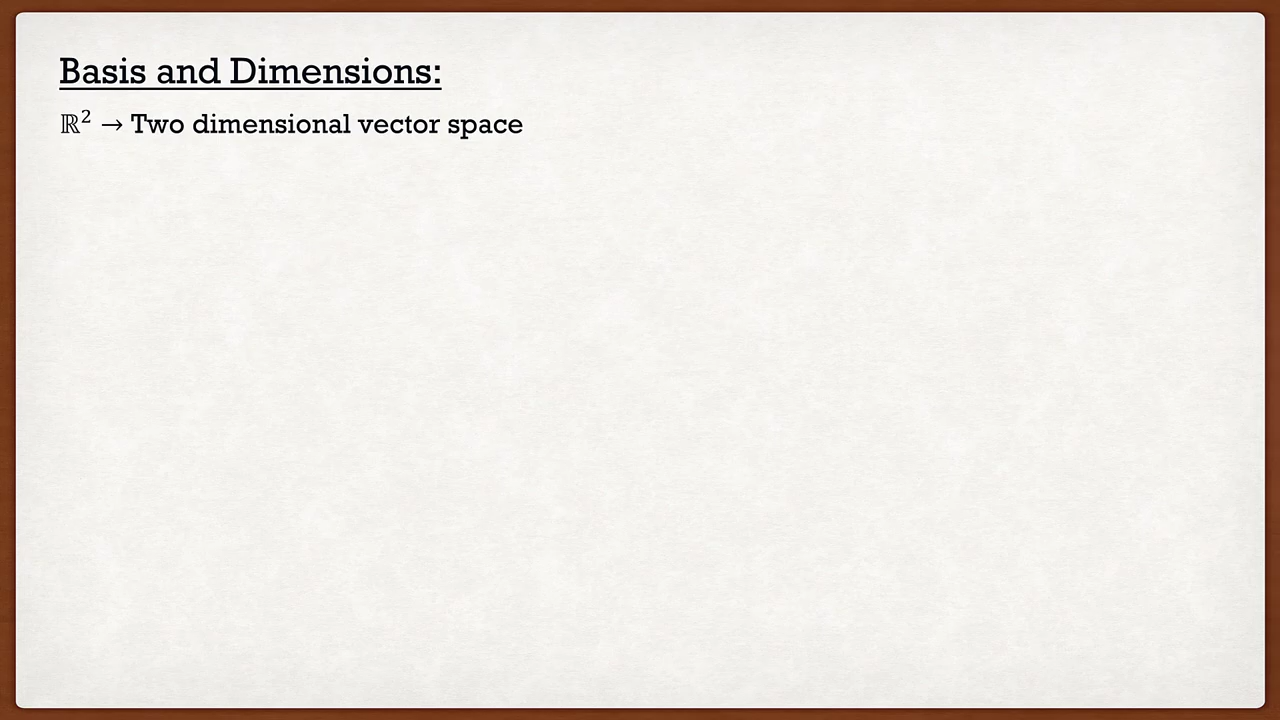 Basis and Dimensions:
ℝ² → Two dimensional vector space